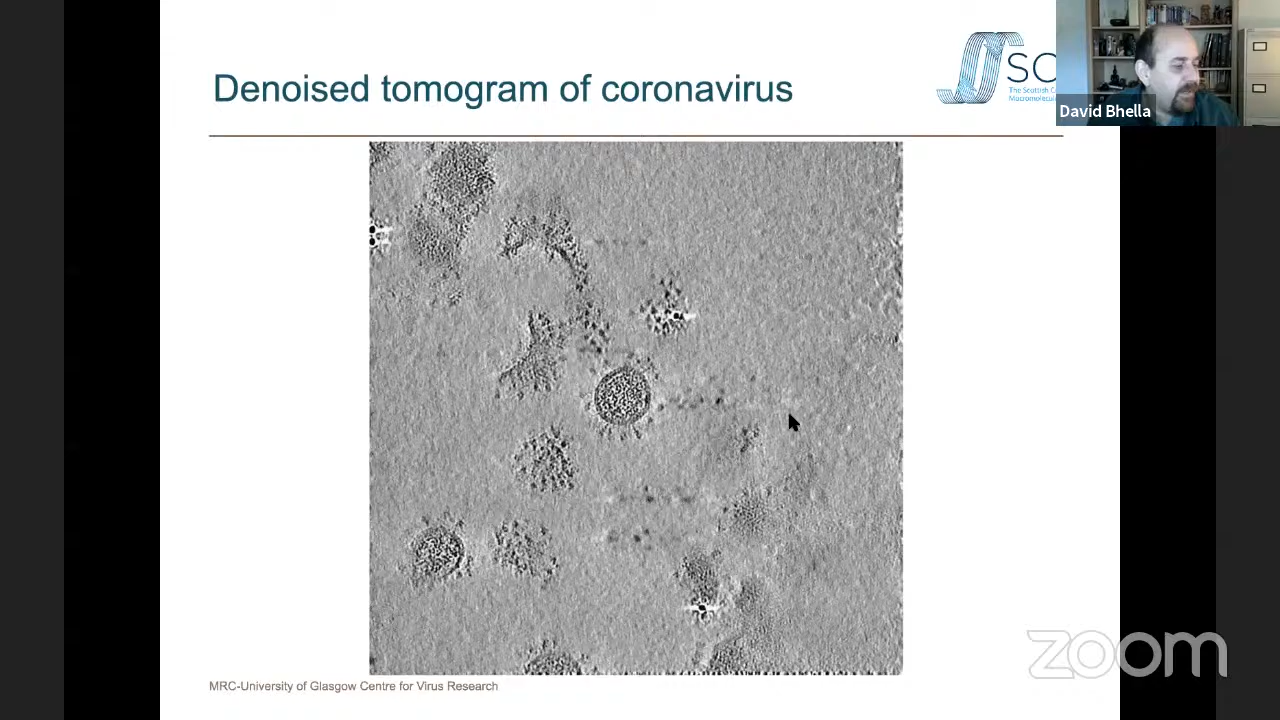 Denoised tomogram of coronavirus
SC
The Scottish C
Macromolecul
David Bhella
MRC-University of Glasgow Centre for Virus Research
zoom